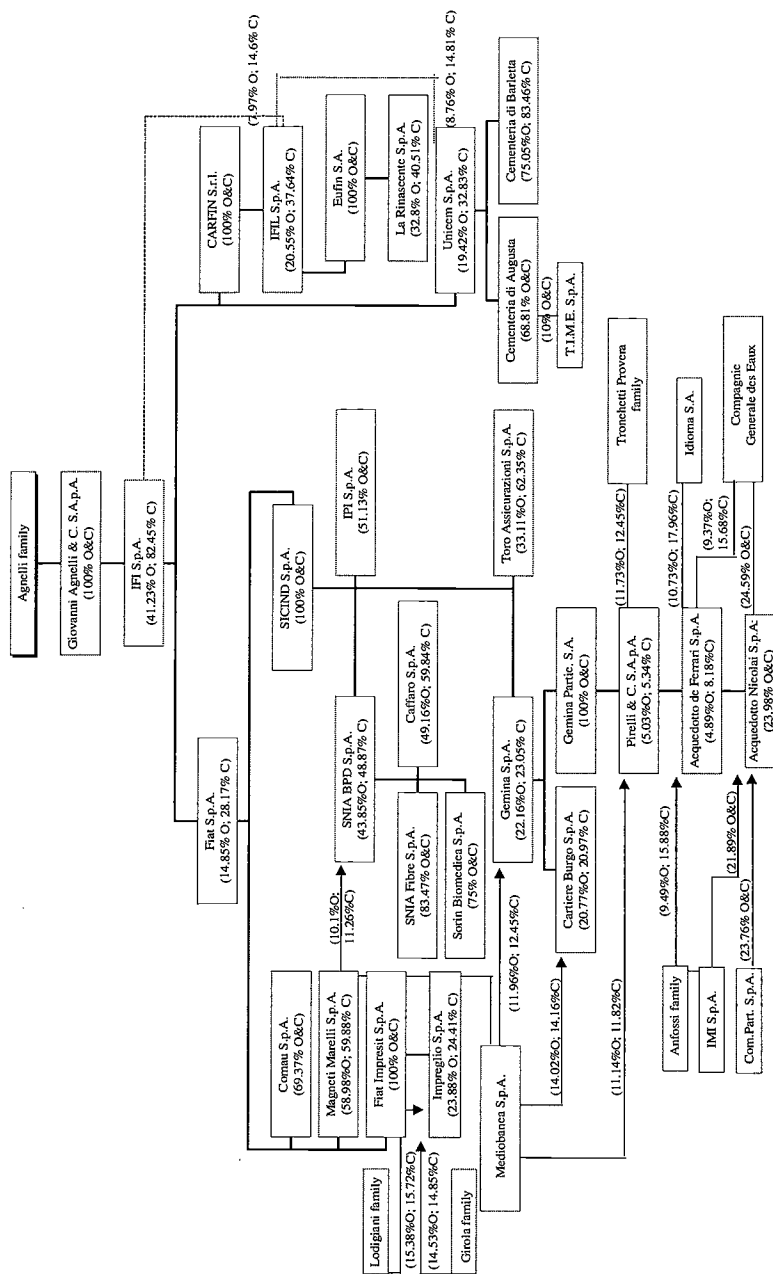 Agnelli family
Giovanni Agnelli & C. S.A.p.A.
(100% O&C)
IFI S.p.A.
(41.23% O; 82.45% C)
Fiat S.p.A.
(14.85% O; 28.17% C)
CARFIN S.r.l.
(100% O&C)
(7.97% O; 14.6% C)
IFIL S.p.A.
(20.55% O; 37.64% C)
Eufin S.A.
(100% O&C)
La Rinascente S.p.A.
(32.8% O; 40.51% C)
(8.76% O; 14.81% C)
Unicem S.p.A.
(19.42% O; 32.83% C)
Cementeria di Augusta
(68.81% O&C)
Cementeria di Barletta
(75.05%O; 83.46% C)
(10% O&C)
T.I.M.E. S.p.A.
SICIND S.p.A.
(100% O&C)
Comau S.p.A.
(69.37% O&C)
Magneti Marelli S.p.A.
(58.98%O; 59.88% C)
Fiat Impresit S.p.A.
(100% O&C)
Impreglio S.p.A.
(23.88% O; 24.41% C)
Lodigiani family
(15.38%O; 15.72%C)
(14.53%O; 14.85%C)
Girola family
(10.1%O;
11.26%C)
SNIA BPD S.p.A.
(43.85%O; 48.87% C)
IPI S.p.A.
(51.13% O&C)
SNIA Fibre S.p.A.
(83.47% O&C)
Caffaro S.p.A.
(49.16%O; 59.84% C)
Sorin Biomedica S.p.A.
(75% O&C)
Mediobanca S.p.A.
(11.96%O; 12.45%C)
Gemina S.p.A.
(22.16%O; 23.05% C)
Toro Assicurazioni S.p.A.
(33.11%O; 62.35% C)
(14.02%O; 14.16%C)
Cartiere Burgo S.p.A.
(20.77%O; 20.97% C)
Gemina Partic. S.A.
(100% O&C)
(11.14%O; 11.82%C)
Pirelli & C. S.A.p.A.
(5.03%O; 5.34% C)
(11.73%O; 12.45%C)
Tronchetti Provera
family
Anfossi family
(9.49%O; 15.88%C)
Acquedotto de Ferrari S.p.A.
(4.89%O; 8.18%C)
(10.73%O; 17.96%C)
Idioma S.A.
(9.37%O;
15.68%C)
IMI S.p.A.
(21.89% O&C)
Com.Part. S.p.A.
(23.76% O&C)
Acquedotto Nicolai S.p.A.
(23.98% O&C)
(24.59% O&C)
Compagnie
Generale des Eaux